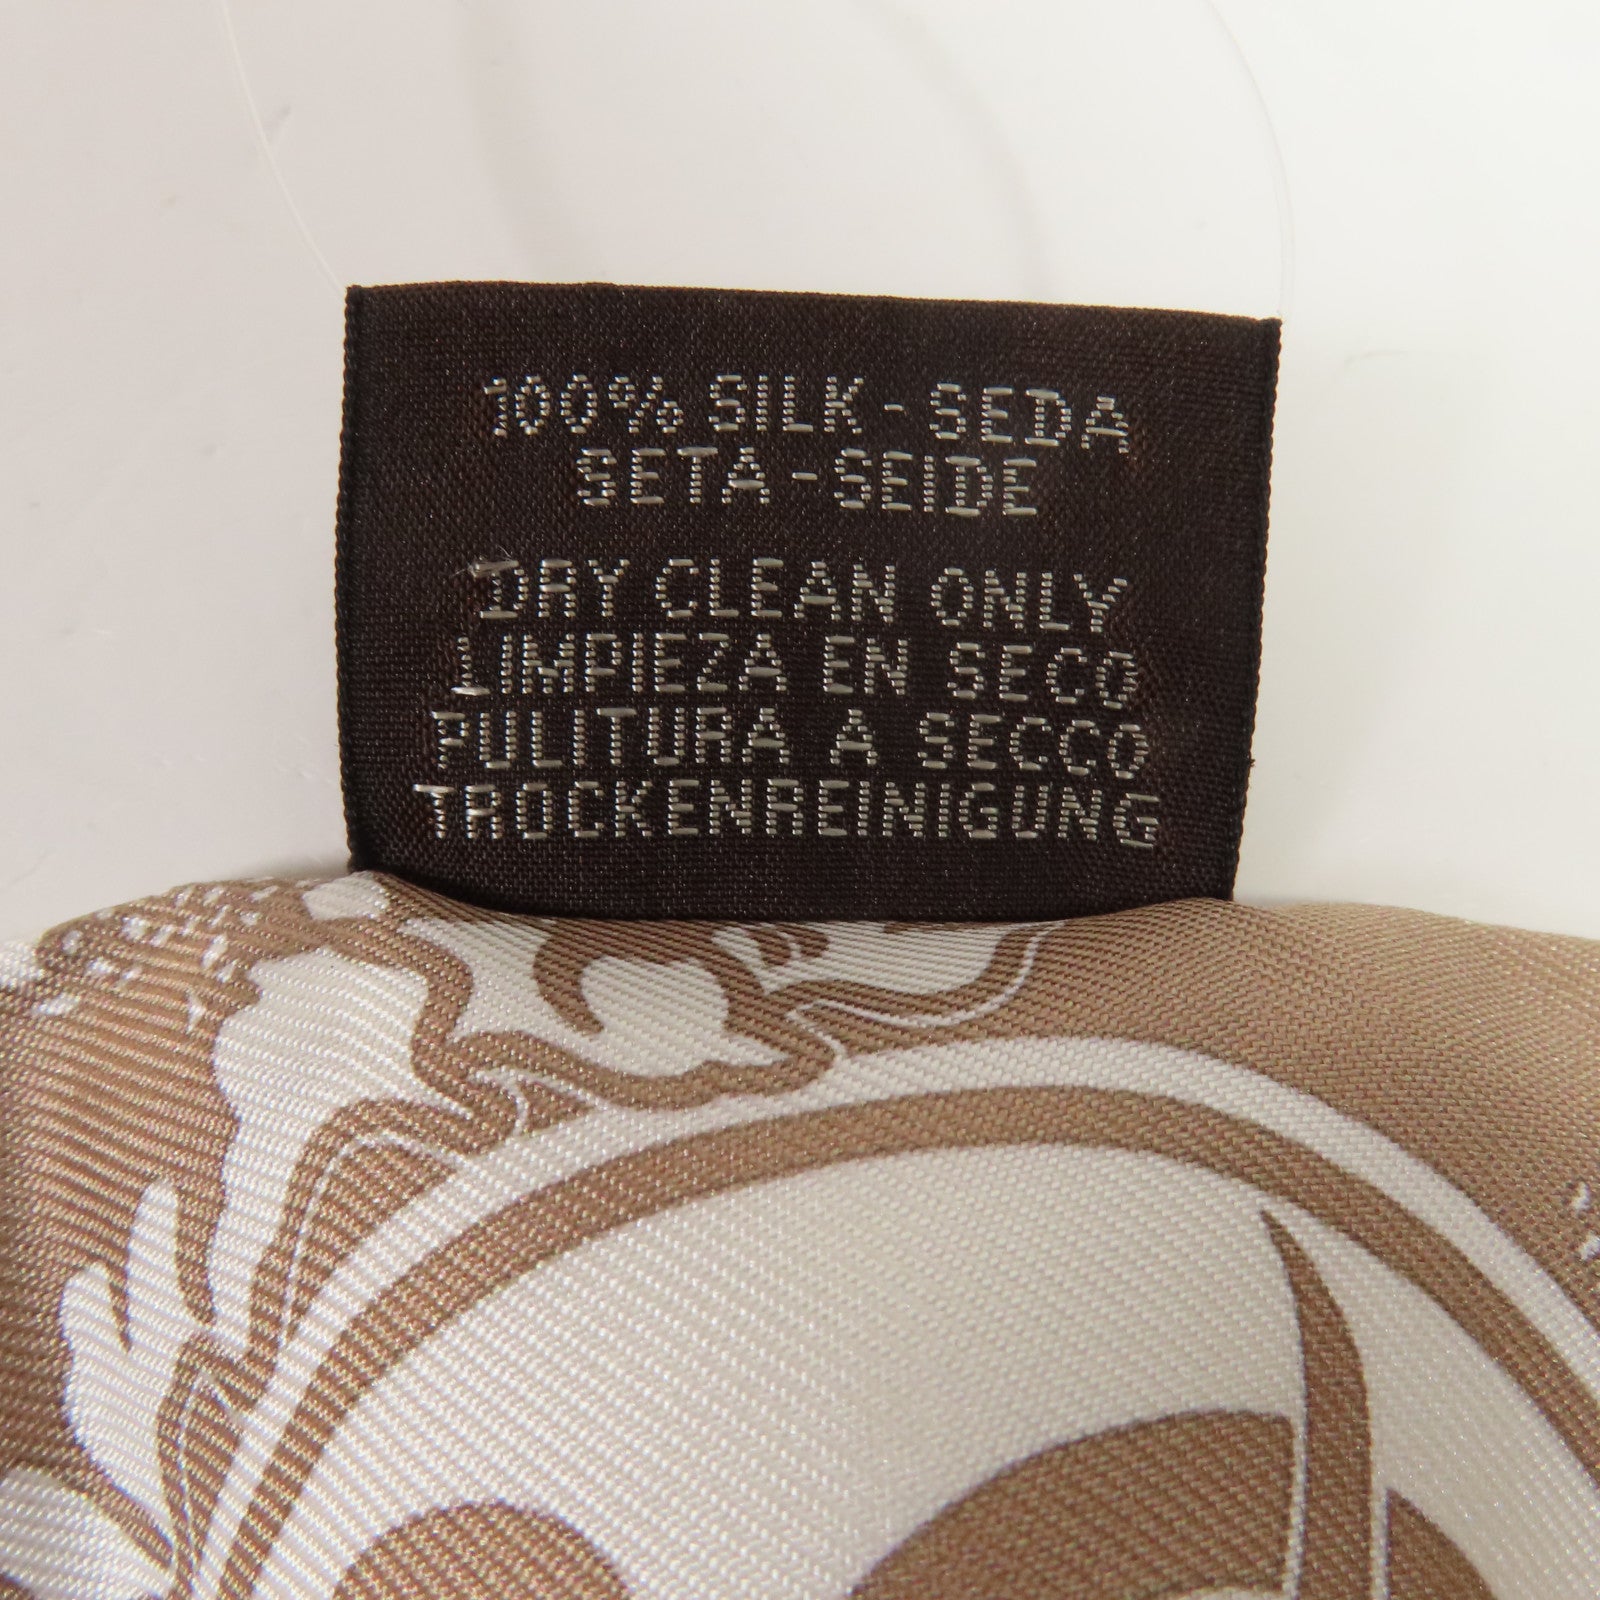 100% SILK - SEDA
SETA - SEIDE
DRY CLEAN ONLY
LIMPIEZA EN SECO
PULITURA A SECCO
TROCKENREINIGUNG